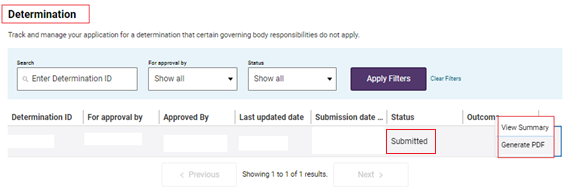 Determination
Track and manage your application for a determination that certain governing body responsibilities do not apply.
Search For approval by Status
Enter Determination ID Show all Show all Apply Filters Clear Filters
Determination ID For approval by Approved By Last updated date Submission date ... Status Outcom
View Summary
Submitted Generate PDF
< Previous Showing 1 to 1 of 1 results. Next >